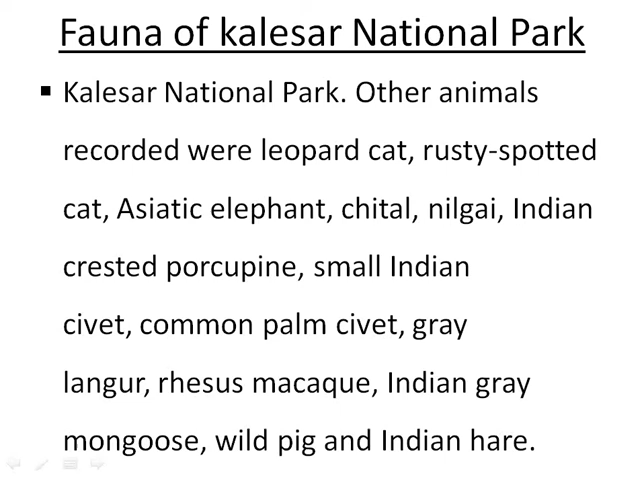 Fauna of kalesar National Park
▪ Kalesar National Park. Other animals
recorded were leopard cat, rusty-spotted
cat, Asiatic elephant, chital, nilgai, Indian
crested porcupine, small Indian
civet, common palm civet, gray
langur, rhesus macaque, Indian gray
mongoose, wild pig and Indian hare.